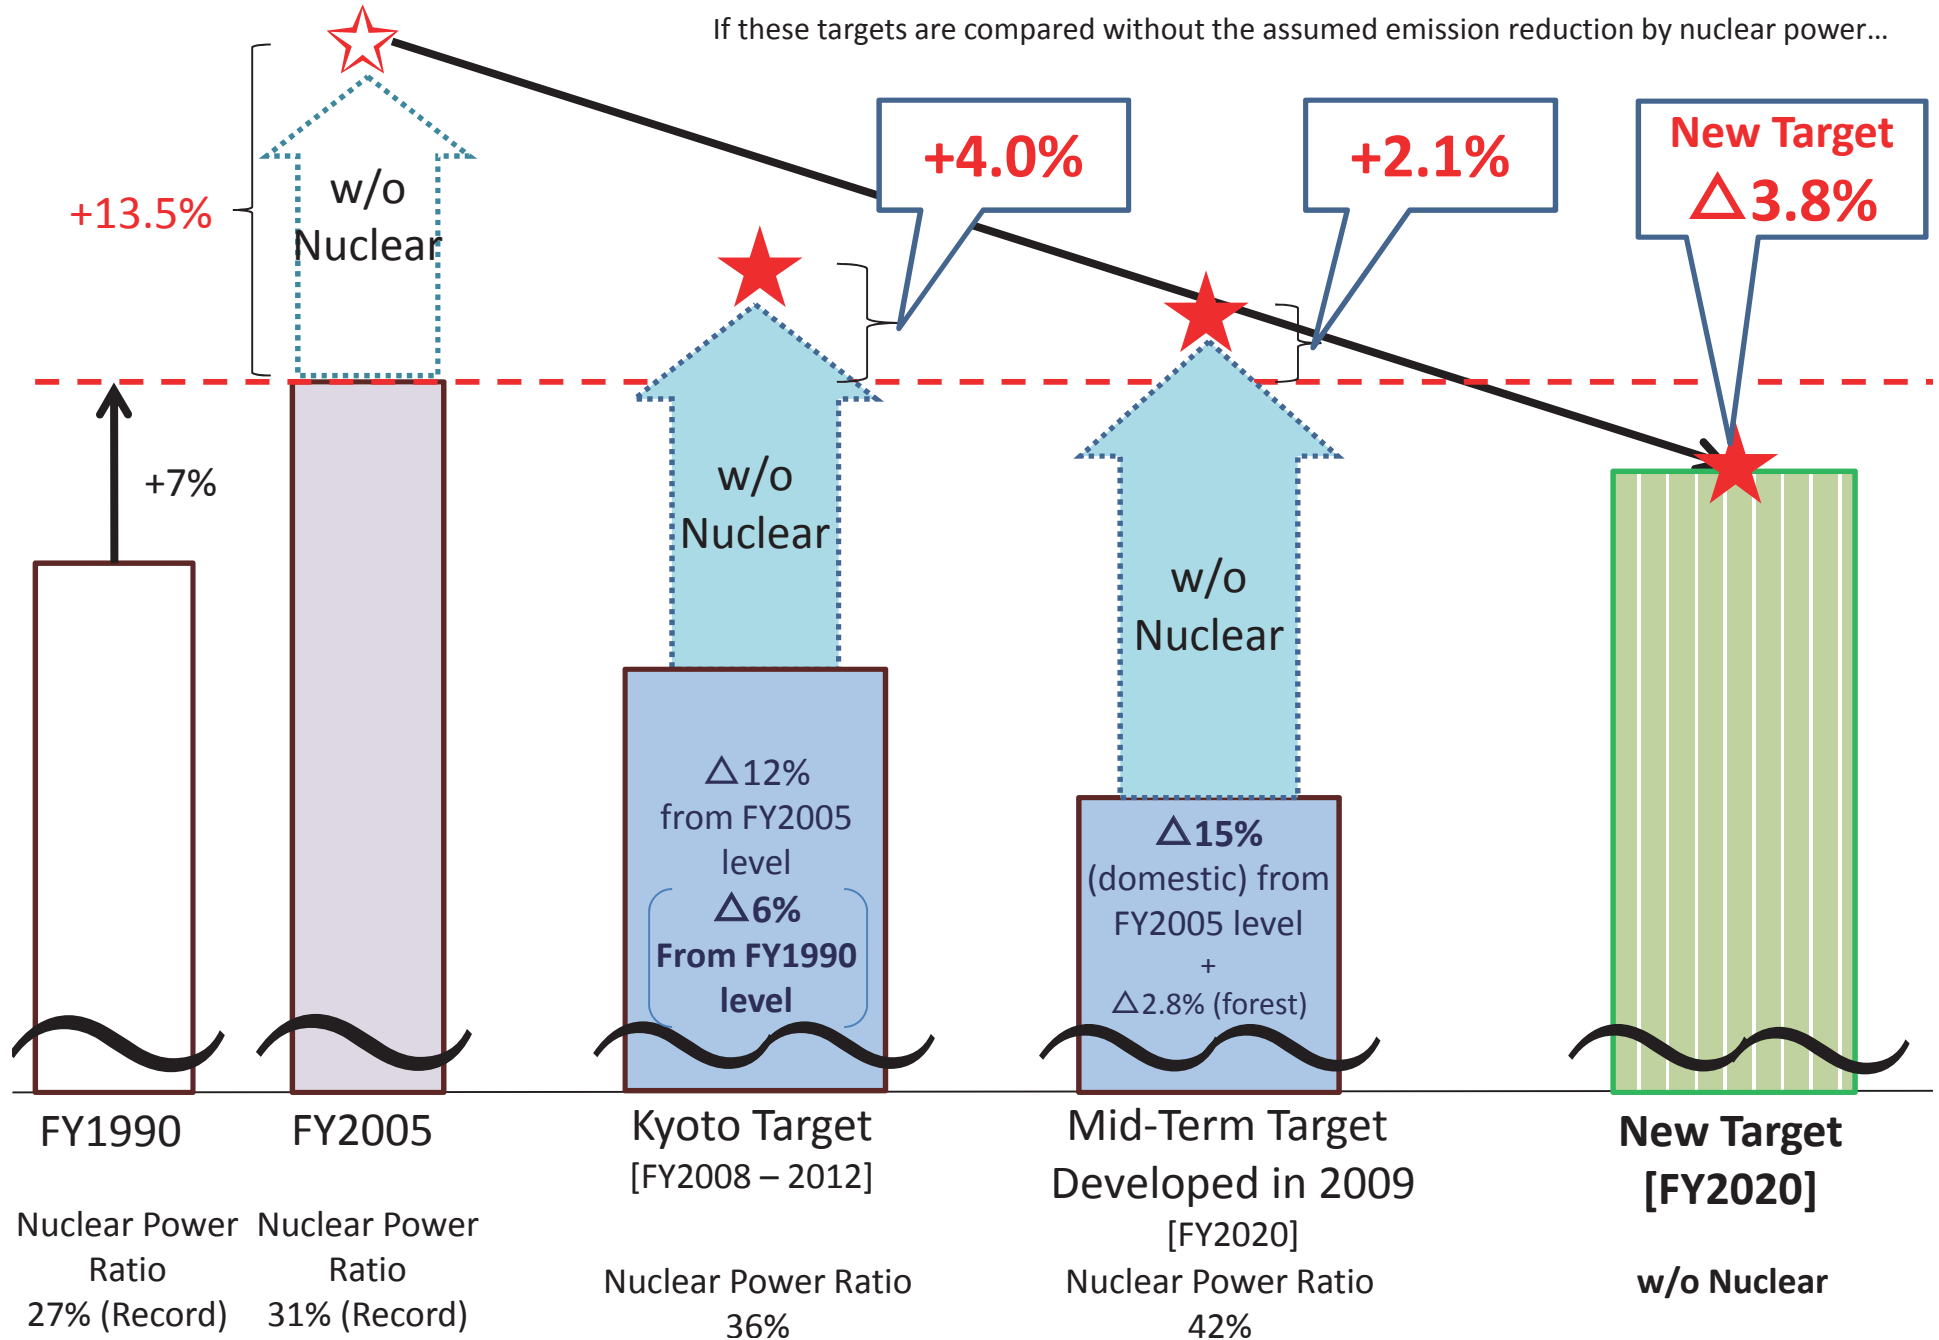 If these targets are compared without the assumed emission reduction by nuclear power...
+13.5%
w/o
Nuclear
+4.0%
+2.1%
New Target
△3.8%
+7%
w/o
Nuclear
w/o
Nuclear
△12%
from FY2005
level
△6%
From FY1990
level
△15%
(domestic) from
FY2005 level
+
△2.8% (forest)
FY1990
Nuclear Power
Ratio
27% (Record)
FY2005
Nuclear Power
Ratio
31% (Record)
Kyoto Target
[FY2008 – 2012]
Nuclear Power Ratio
36%
Mid-Term Target
Developed in 2009
[FY2020]
Nuclear Power Ratio
42%
New Target
[FY2020]
w/o Nuclear